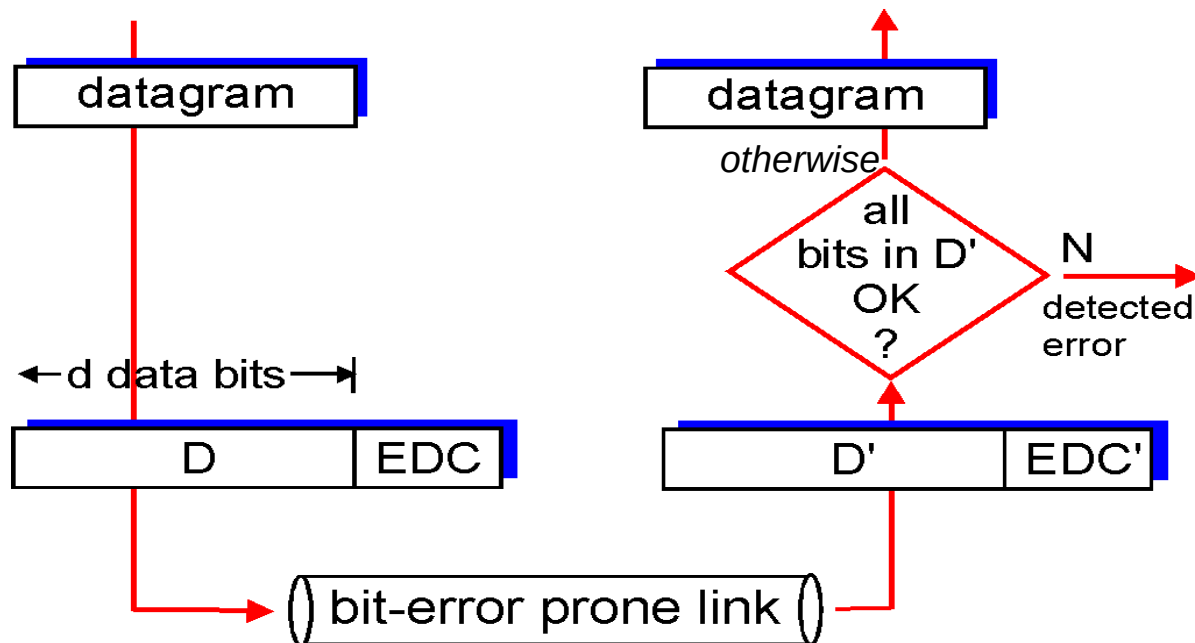 datagram
d data bits
D
EDC
bit-error prone link
datagram
otherwise
all
bits in D'
OK
?
N
detected
error
D'
EDC'